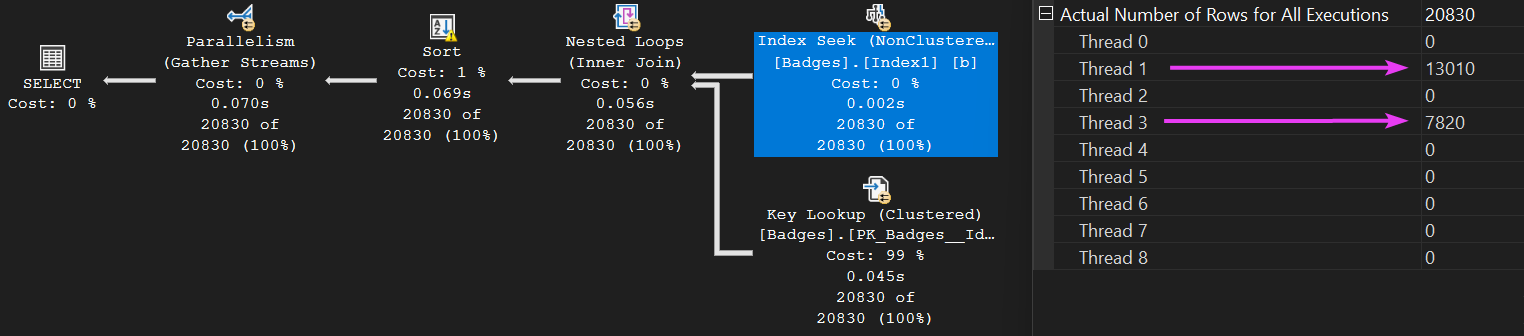 SELECT
Cost: 0 %
Parallelism
(Gather Streams)
Cost: 0 %
0.070s
20830 of
20830 (100%)
Sort
Cost: 1 %
0.069s
20830 of
20830 (100%)
Nested Loops
(Inner Join)
Cost: 0 %
0.056s
20830 of
20830 (100%)
Index Seek (NonClustere…
[Badges].[Index1] [b]
Cost: 0 %
0.002s
20830 of
20830 (100%)
Key Lookup (Clustered)
[Badges].[PK_Badges__Id…
Cost: 99 %
0.045s
20830 of
20830 (100%)
Actual Number of Rows for All Executions 20830
Thread 0 0
Thread 1 13010
Thread 2 0
Thread 3 7820
Thread 4 0
Thread 5 0
Thread 6 0
Thread 7 0
Thread 8 0